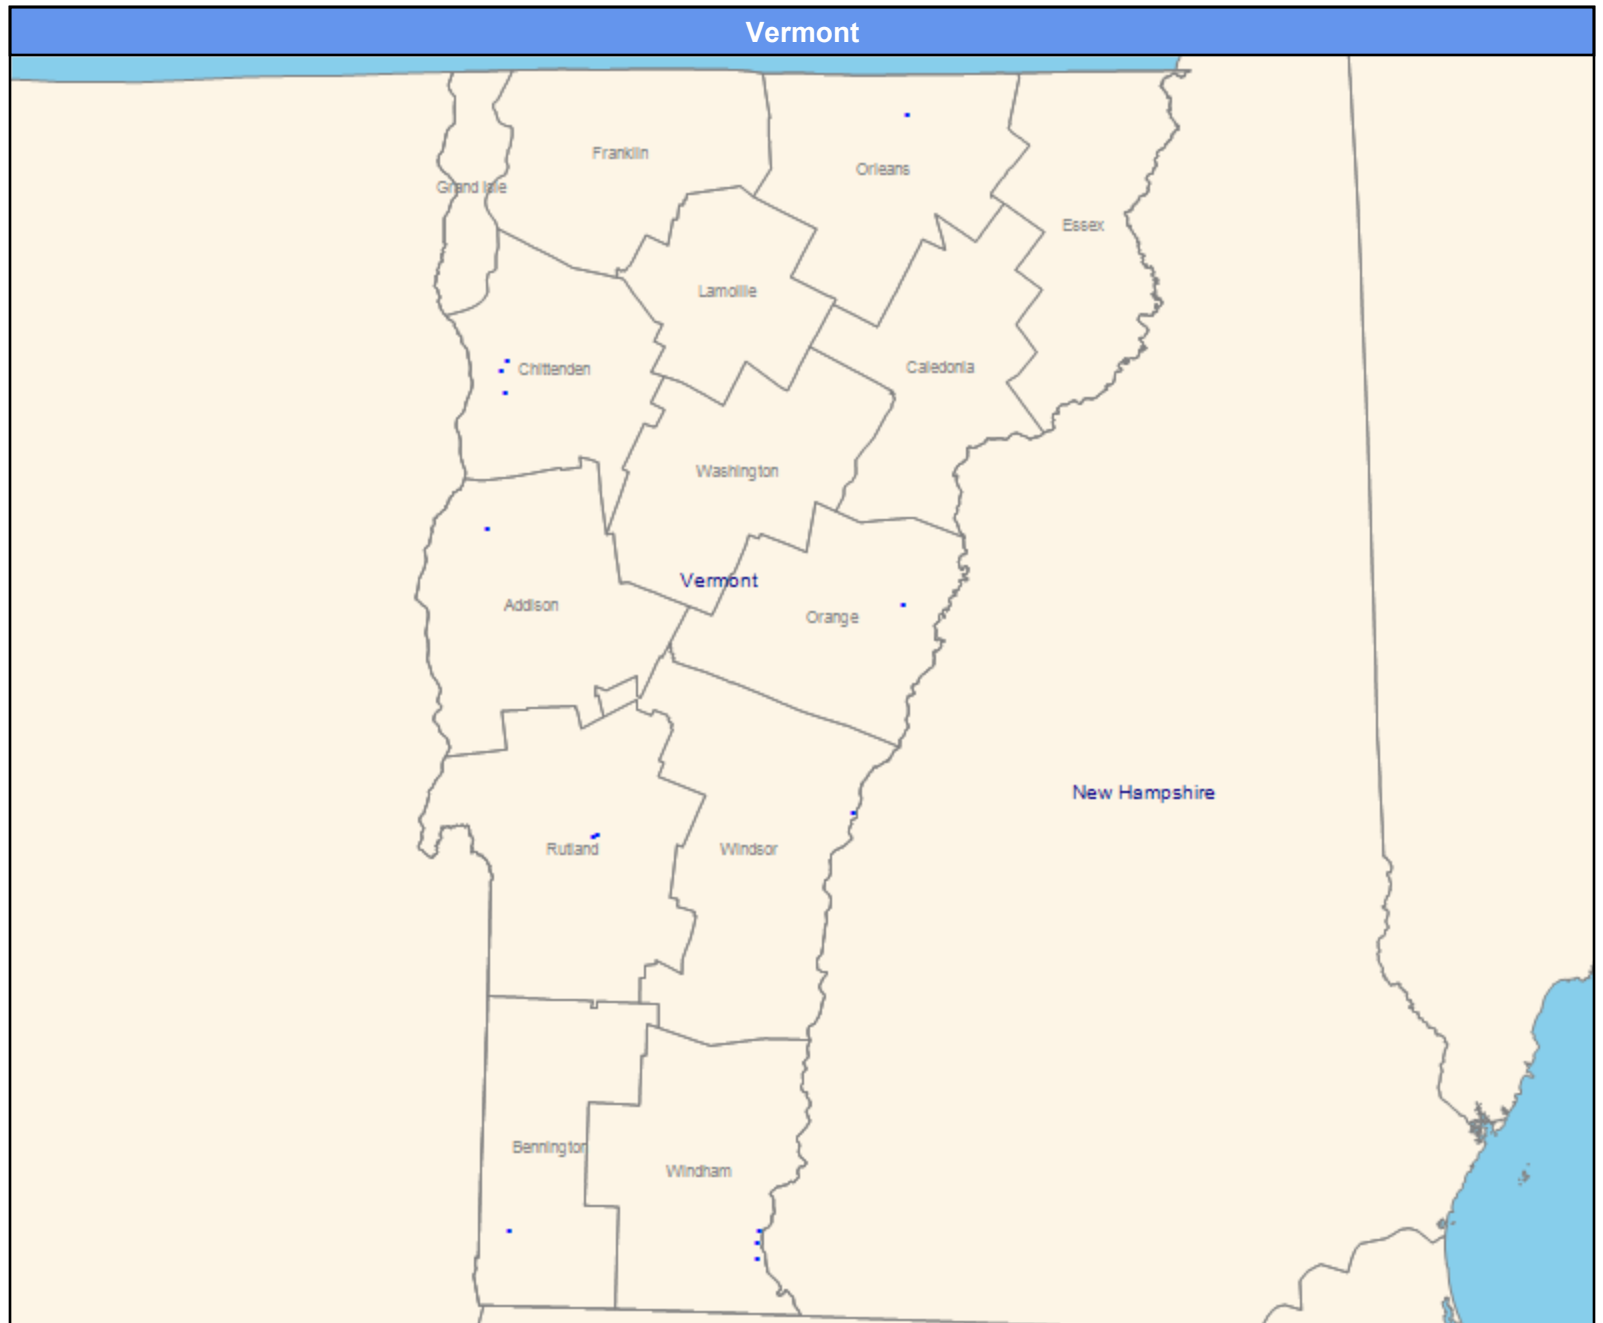 Vermont
Franklin
Orleans
Grand Isle
Essex
Lamoille
Chittenden
Caledonia
Washington
Vermont
Addison
Orange
New Hampshire
Rutland
Windsor
Bennington
Windham